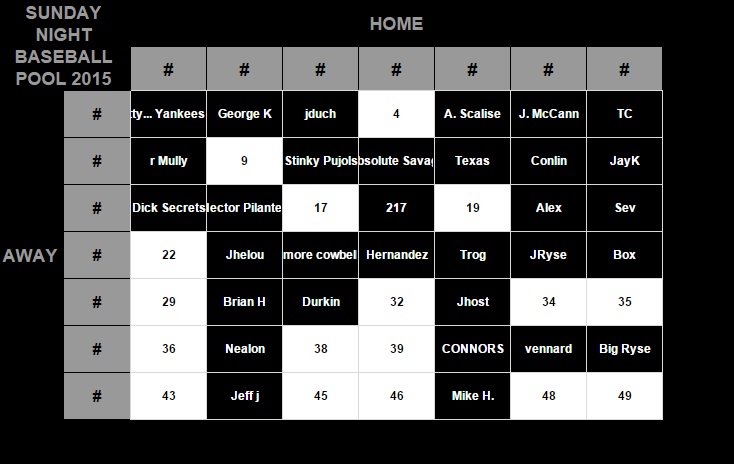 SUNDAY
NIGHT
BASEBALL
POOL 2015
HOME
# # # # # # #
# ty... Yankees George K jduch 4 A. Scalise J. McCann TC
# r Mully 9 Stinky Pujols bsolute Savag Texas Conlin JayK
# Dick Secrets lector Pilante 17 217 19 Alex Sev
AWAY # 22 Jhelou more cowbell Hernandez Trog JRyse Box
# 29 Brian H Durkin 32 Jhost 34 35
# 36 Nealon 38 39 CONNORS vennard Big Ryse
# 43 Jeff j 45 46 Mike H. 48 49